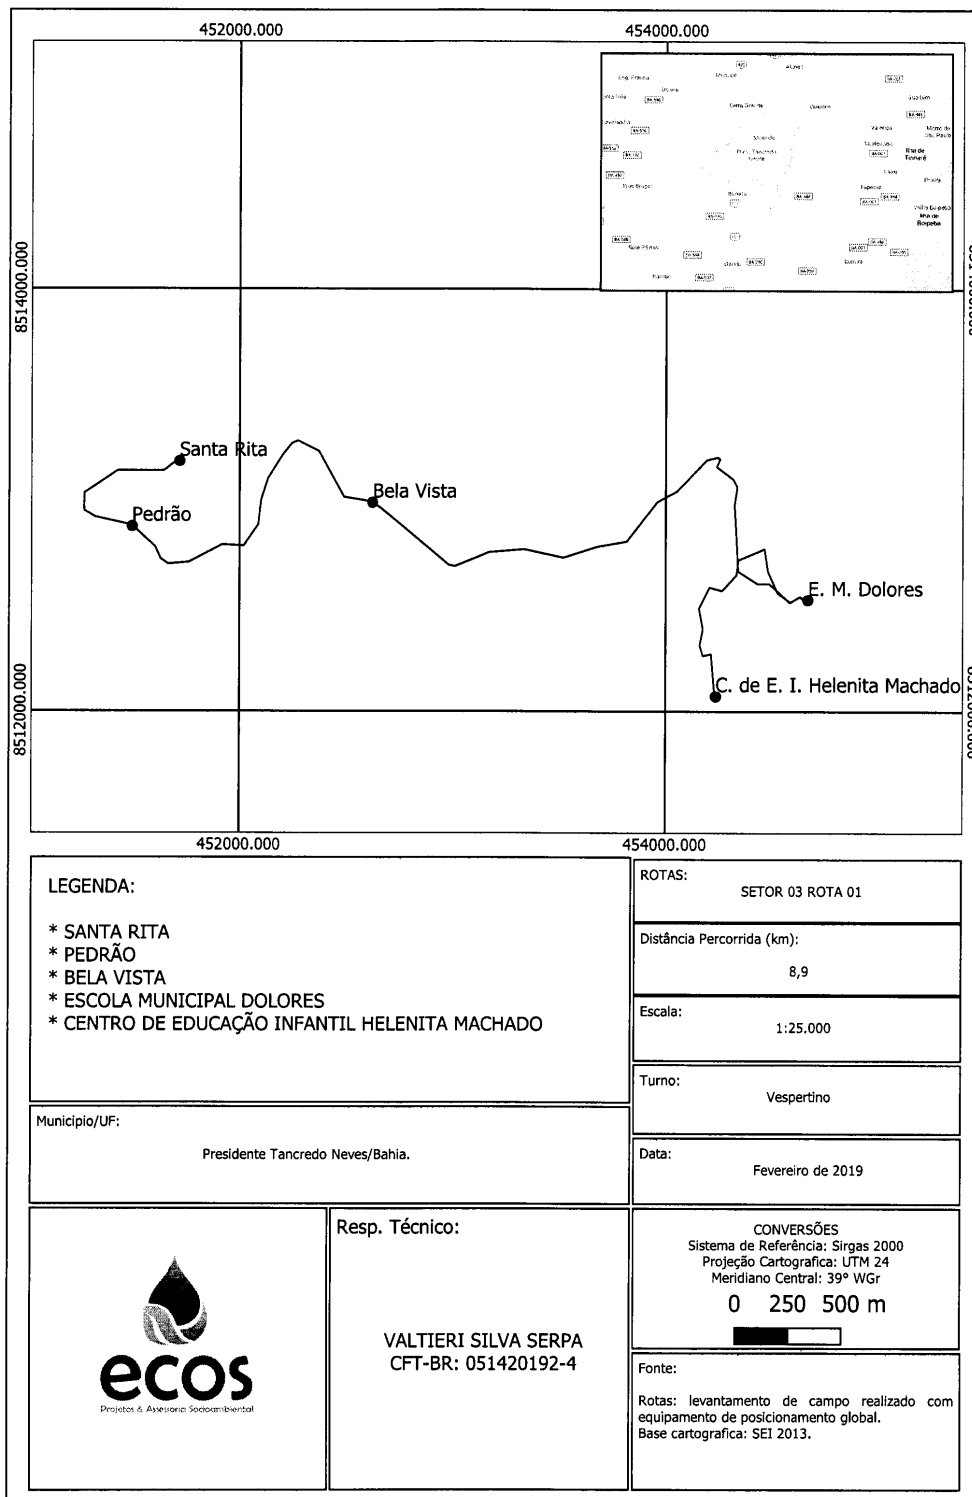 452000.000
454000.000
8514000.000
Santa Rita
Bela Vista
Pedrão
E. M. Dolores
C. de E. I. Helenita Machado
8512000.000
452000.000
454000.000
LEGENDA:
* SANTA RITA
* PEDRÃO
* BELA VISTA
* ESCOLA MUNICIPAL DOLORES
* CENTRO DE EDUCAÇÃO INFANTIL HELENITA MACHADO
ROTAS:
SETOR 03 ROTA 01
Distância Percorrida (km):
8,9
Escala:
1:25.000
Turno:
Vespertino
Municipio/UF:
Presidente Tancredo Neves/Bahia.
Data:
Fevereiro de 2019
ecos
Projetos & Assessoria Socioambiental
Resp. Técnico:
VALTIERI SILVA SERPA
CFT-BR: 051420192-4
CONVERSÕES
Sistema de Referência: Sirgas 2000
Projeção Cartografica: UTM 24
Meridiano Central: 39º WGr
0 250 500 m
Fonte:
Rotas: levantamento de campo realizado com
equipamento de posicionamento global.
Base cartografica: SEI 2013.